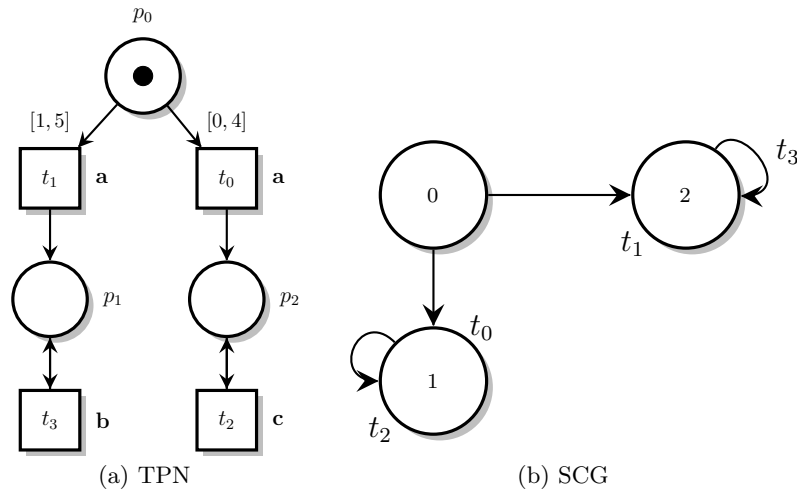 p₀
[1, 5] [0, 4]
t₁ a t₀ a
p₁ p₂
t₃ b t₂ c
(a) TPN
0 2 t₃
t₁
t₀
1
t₂
(b) SCG